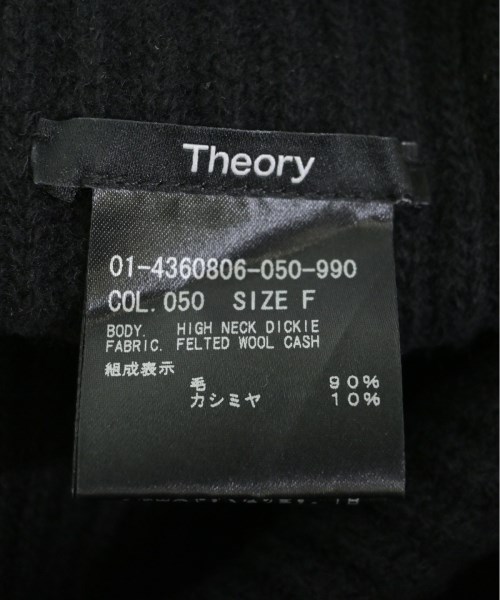 Theory
01-4360806-050-990
COL. 050 SIZE F
BODY. HIGH NECK DICKIE
FABRIC. FELTED WOOL CASH
組成表示
毛 90%
カシミヤ 10%